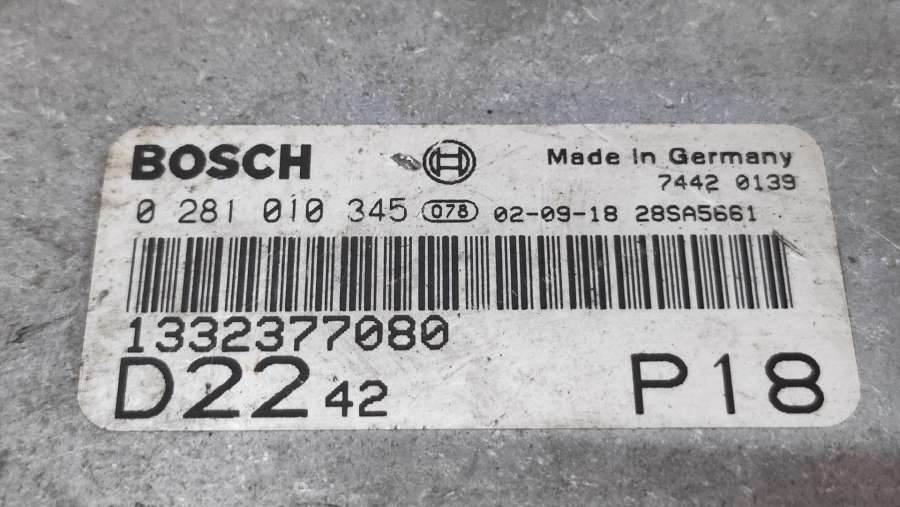 BOSCH Made in Germany
7442 0139
0 281 010 345 078 02-09-18 28SA5661
1332377080
D22 42 P18